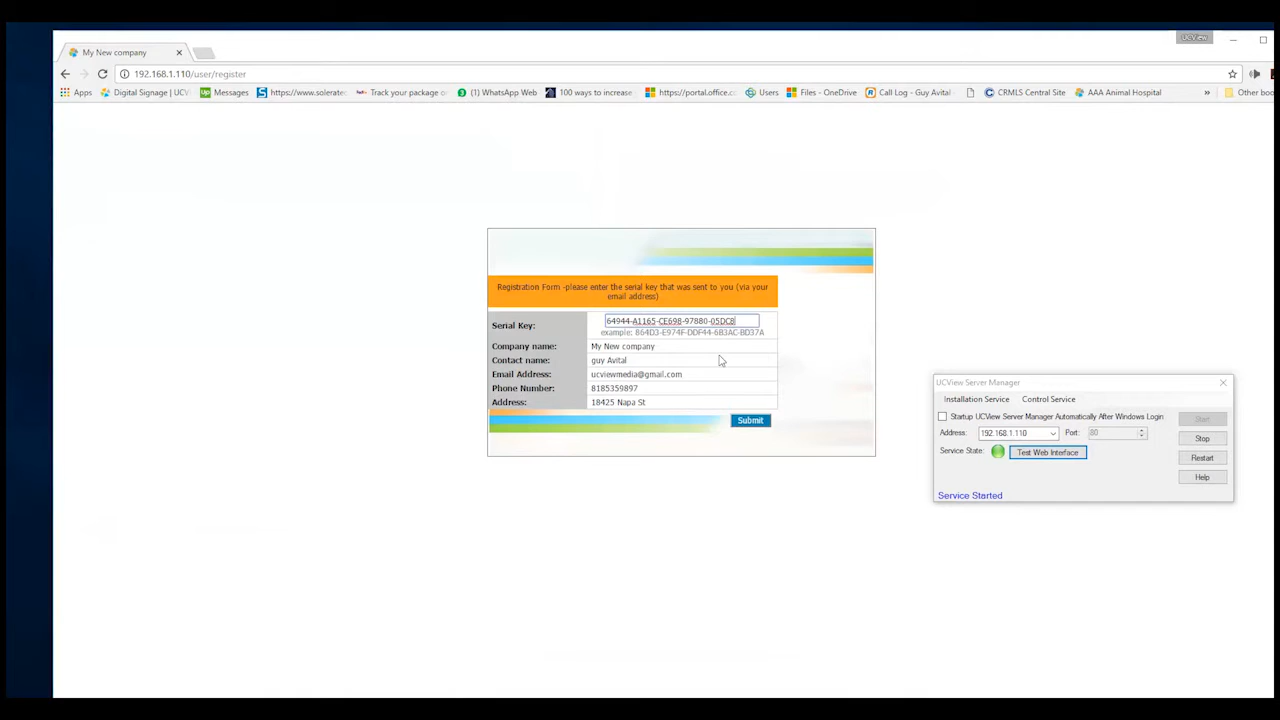 UCView
My New company
192.168.1.110/user/register
Apps
Digital Signage | UCV
Up Messages
S https://www.solerate
Track your package o
(1) WhatsApp Web
100 ways to increase
https://portal.office.c
Users
Files - OneDrive
Call Log - Guy Avital
CRMLS Central Site
AAA Animal Hospital
»
Other boo
Registration Form -please enter the serial key that was sent to you (via your
email address)
Serial Key: 64944-A1165-CE698-97880-05DC8
example: 864D3-E974F-DDF44-6B3AC-BD37A
Company name: My New company
Contact name: guy Avital
Email Address: ucviewmedia@gmail.com
Phone Number: 8185359897
Address: 18425 Napa St
Submit
UCView Server Manager
Installation Service Control Service
Startup UCView Server Manager Automatically After Windows Login
Start
Address: 192.168.1.110 Port: 80
Stop
Service State: Test Web Interface
Restart
Help
Service Started